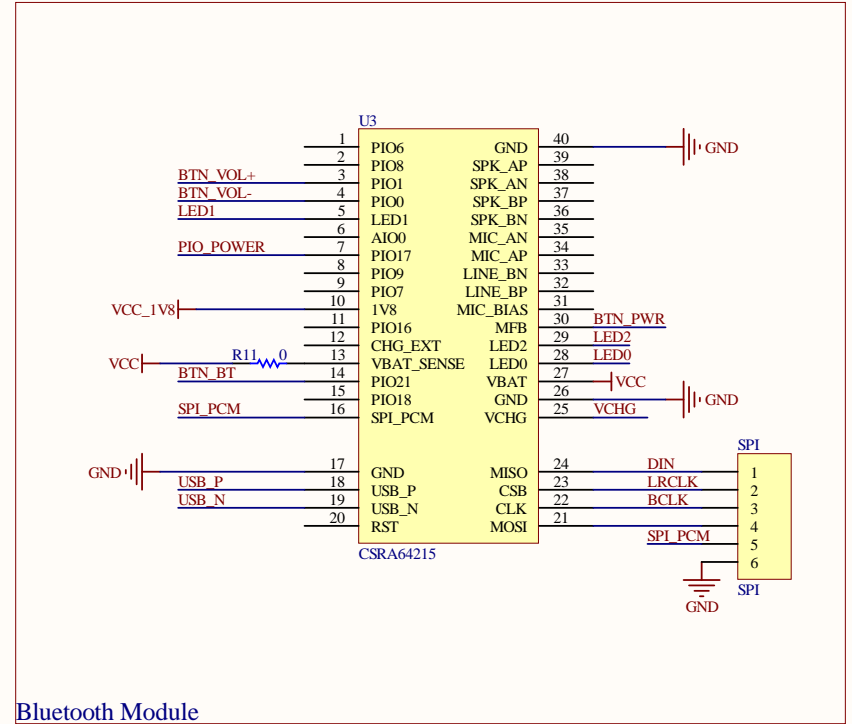 U3
1 PIO6 GND 40 GND
2 PIO8 SPK_AP 39
BTN_VOL+ 3 PIO1 SPK_AN 38
BTN_VOL- 4 PIO0 SPK_BP 37
LED1 5 LED1 SPK_BN 36
6 AIO0 MIC_AN 35
PIO_POWER 7 PIO17 MIC_AP 34
8 PIO9 LINE_BN 33
9 PIO7 LINE_BP 32
VCC_1V8 10 1V8 MIC_BIAS 31
11 PIO16 MFB 30 BTN_PWR
12 CHG_EXT LED2 29 LED2
VCC R11 0 13 VBAT_SENSE LED0 28 LED0
BTN_BT 14 PIO21 VBAT 27 VCC
15 PIO18 GND 26 GND
SPI_PCM 16 SPI_PCM VCHG 25 VCHG
SPI
GND 17 GND MISO 24 DIN 1
USB_P 18 USB_P CSB 23 LRCLK 2
USB_N 19 USB_N CLK 22 BCLK 3
20 RST MOSI 21 4
SPI_PCM 5
6
CSRA64215
SPI
GND
Bluetooth Module